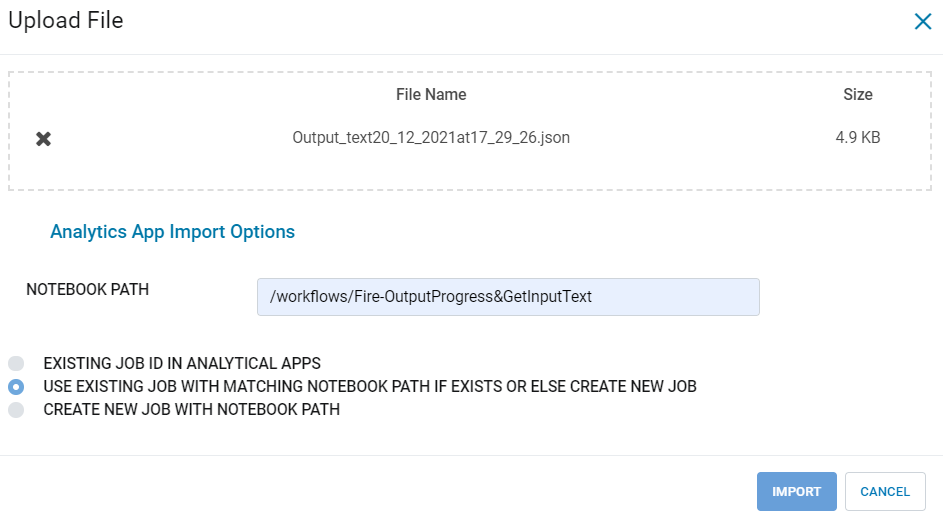 Upload File
File Name Size
Output_text20_12_2021at17_29_26.json 4.9 KB
Analytics App Import Options
NOTEBOOK PATH /workflows/Fire-OutputProgress&GetInputText
EXISTING JOB ID IN ANALYTICAL APPS
USE EXISTING JOB WITH MATCHING NOTEBOOK PATH IF EXISTS OR ELSE CREATE NEW JOB
CREATE NEW JOB WITH NOTEBOOK PATH
IMPORT CANCEL